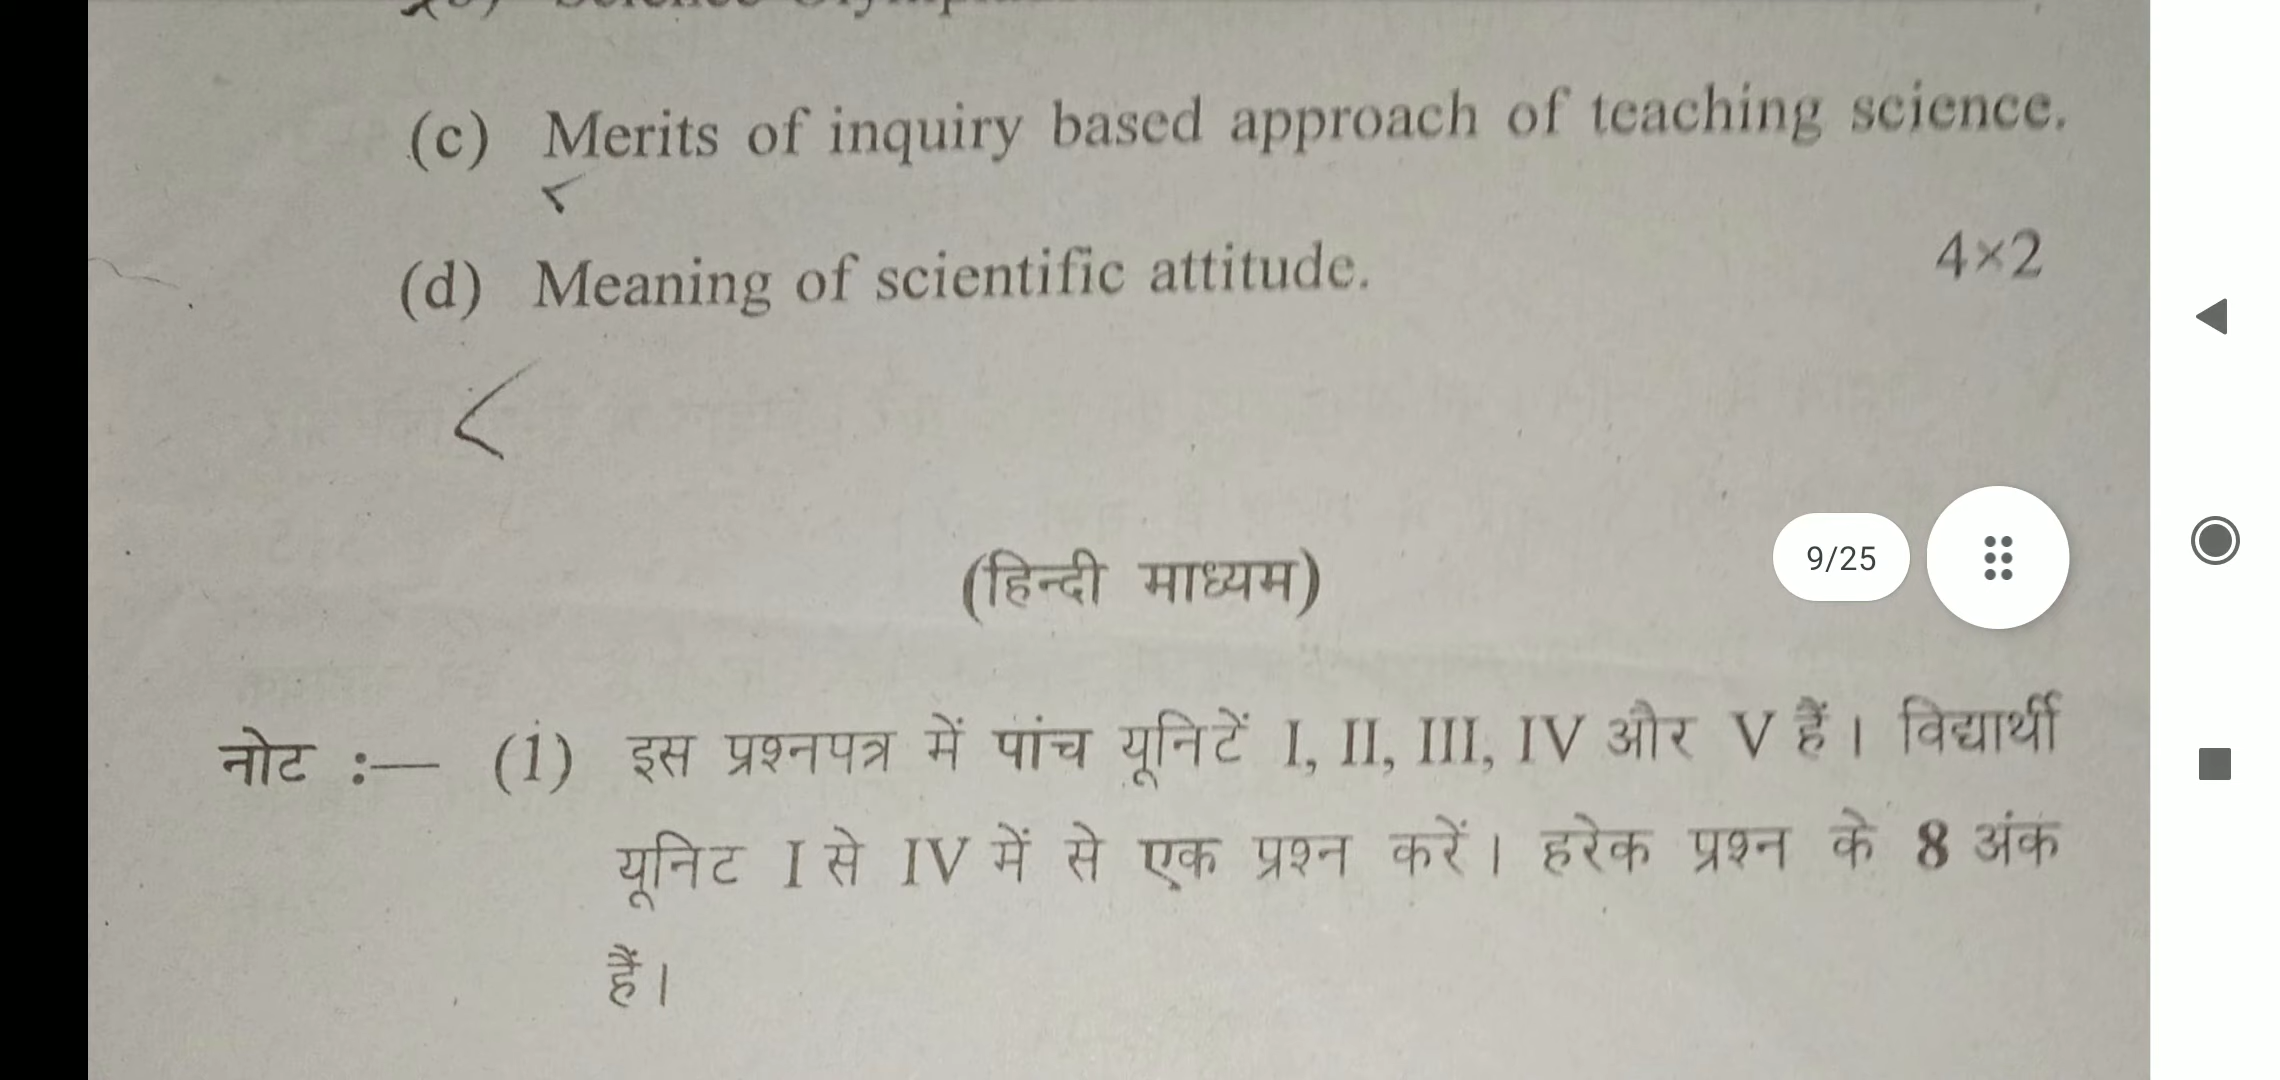 (c) Merits of inquiry based approach of teaching science.
(d) Meaning of scientific attitude. 4×2
9/25
(हिन्दी माध्यम)
नोट :— (i) इस प्रश्नपत्र में पांच यूनिटें I, II, III, IV और V हैं। विद्यार्थी
यूनिट I से IV में से एक प्रश्न करें। हरेक प्रश्न के 8 अंक
हैं।